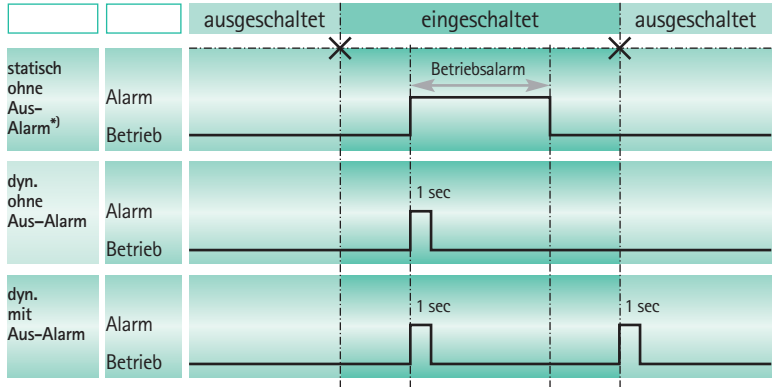 ausgeschaltet
eingeschaltet
ausgeschaltet
statisch
ohne
Aus-
Alarm*)
Alarm
Betrieb
Betriebsalarm
dyn.
ohne
Aus–Alarm
Alarm
Betrieb
1 sec
dyn.
mit
Aus-Alarm
Alarm
Betrieb
1 sec
1 sec